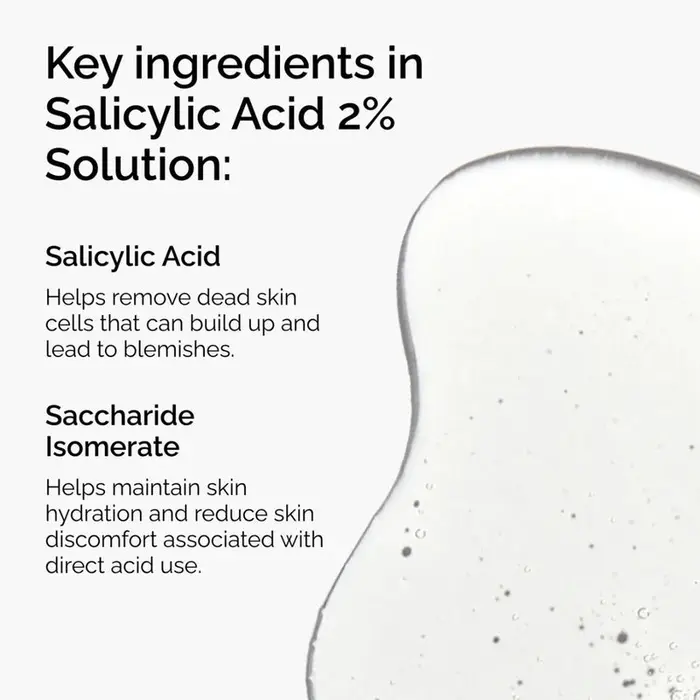 Key ingredients in
Salicylic Acid 2%
Solution:
Salicylic Acid
Helps remove dead skin
cells that can build up and
lead to blemishes.
Saccharide
Isomerate
Helps maintain skin
hydration and reduce skin
discomfort associated with
direct acid use.